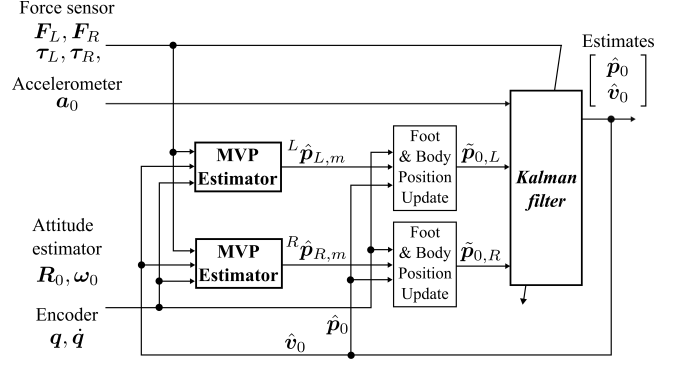 Force sensor
F_L, F_R
τ_L, τ_R,
Accelerometer
a_0
Attitude
estimator
R_0, ω_0
Encoder
q, q̇
MVP
Estimator
^L p̂_{L,m}
MVP
Estimator
^R p̂_{R,m}
Foot
& Body
Position
Update
p̃_{0,L}
Foot
& Body
Position
Update
p̃_{0,R}
p̂_0
v̂_0
Kalman
filter
Estimates
p̂_0
v̂_0